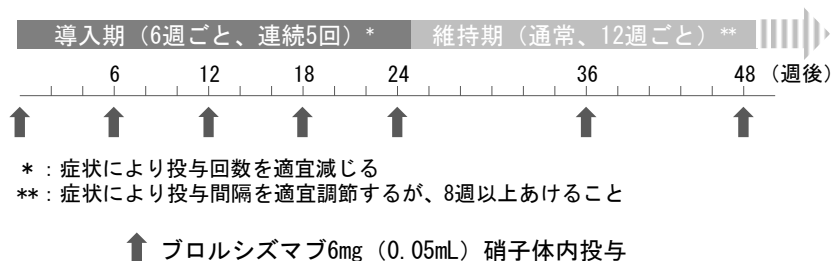 導入期（6週ごと、連続5回）* 維持期（通常、12週ごと）**
6 12 18 24 36 48（週後）
*：症状により投与回数を適宜減じる
**：症状により投与間隔を適宜調節するが、8週以上あけること
ブロルシズマブ6mg（0.05mL）硝子体内投与